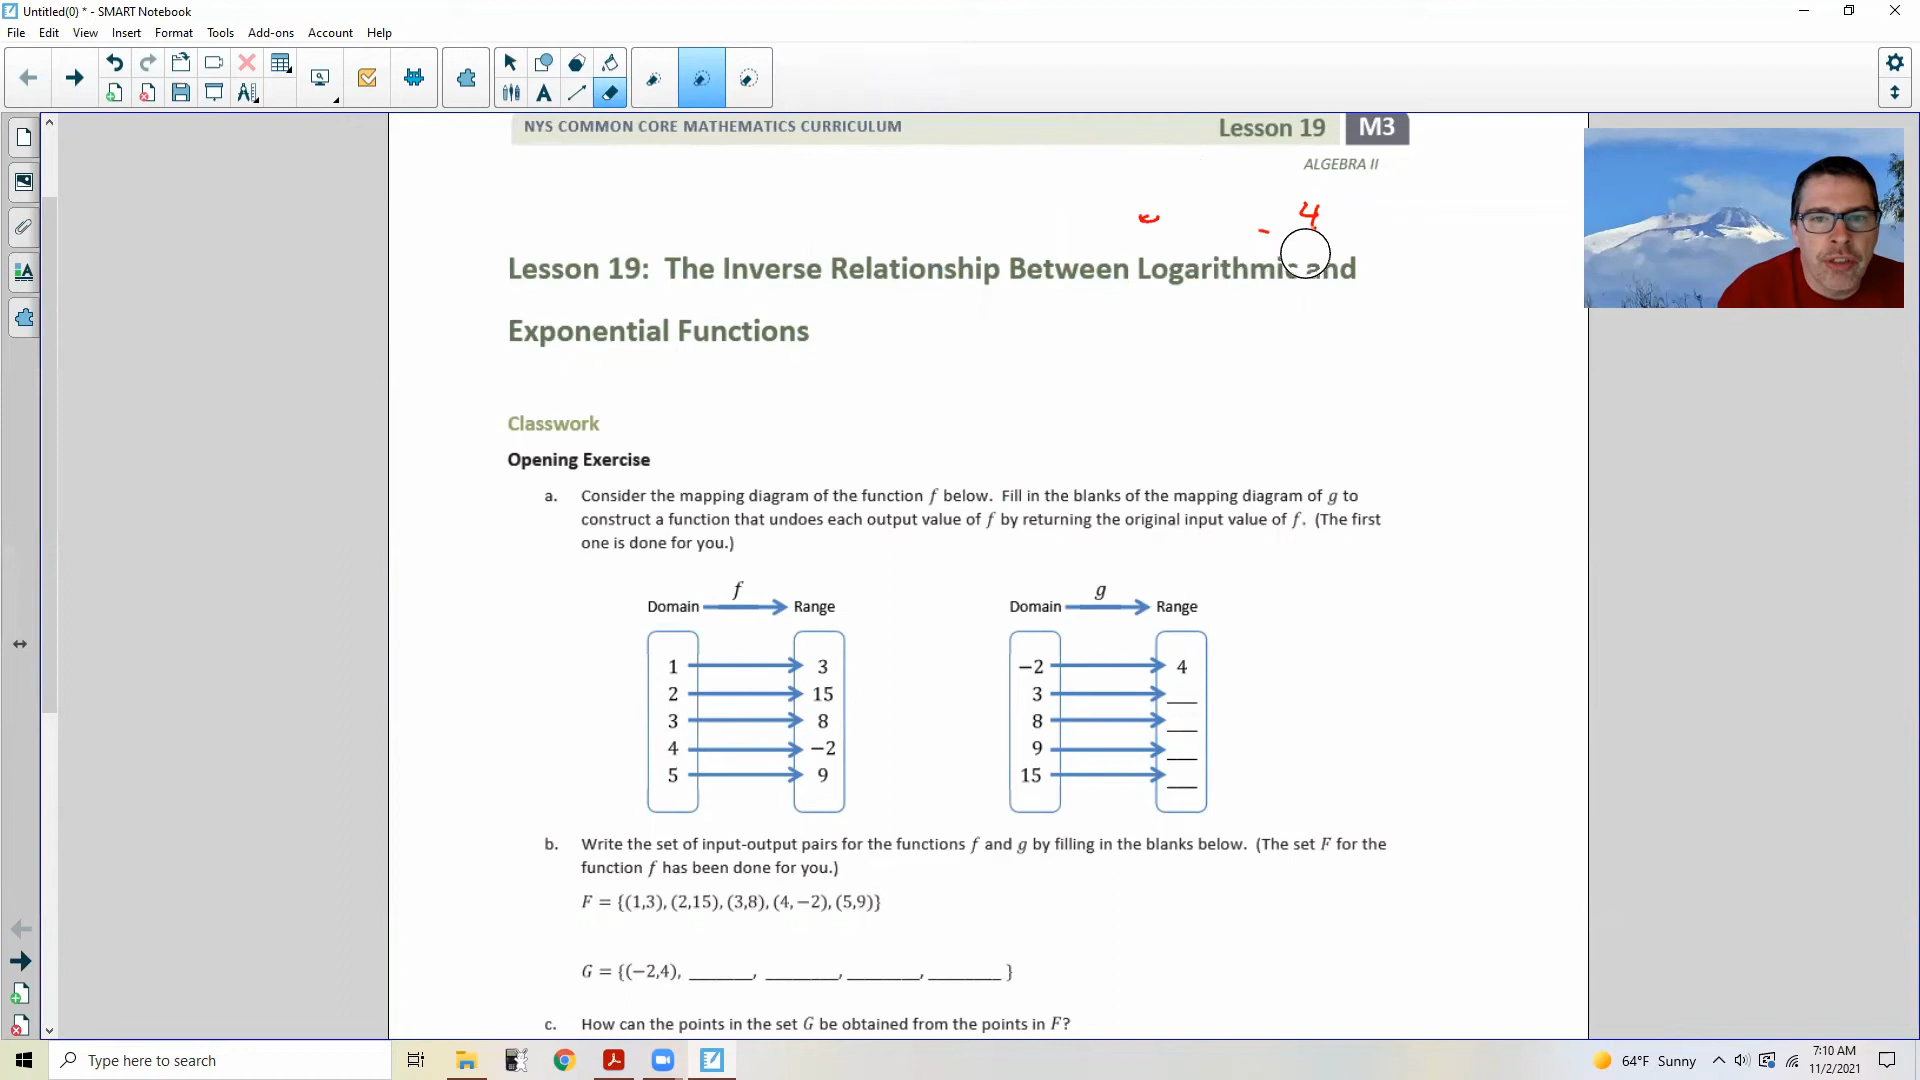 Untitled(0) * - SMART Notebook
File Edit View Insert Format Tools Add-ons Account Help
NYS COMMON CORE MATHEMATICS CURRICULUM Lesson 19 M3
ALGEBRA II
- 4
Lesson 19: The Inverse Relationship Between Logarithmic and
Exponential Functions
Classwork
Opening Exercise
a. Consider the mapping diagram of the function f below. Fill in the blanks of the mapping diagram of g to
construct a function that undoes each output value of f by returning the original input value of f. (The first
one is done for you.)
f g
Domain Range Domain Range
1 3 −2 4
2 15 3 ___
3 8 8 ___
4 −2 9 ___
5 9 15 ___
b. Write the set of input-output pairs for the functions f and g by filling in the blanks below. (The set F for the
function f has been done for you.)
F = {(1,3), (2,15), (3,8), (4, −2), (5,9)}
G = {(−2,4), _______, ________, ________, ________ }
c. How can the points in the set G be obtained from the points in F?
Type here to search 64°F Sunny 7:10 AM
11/2/2021